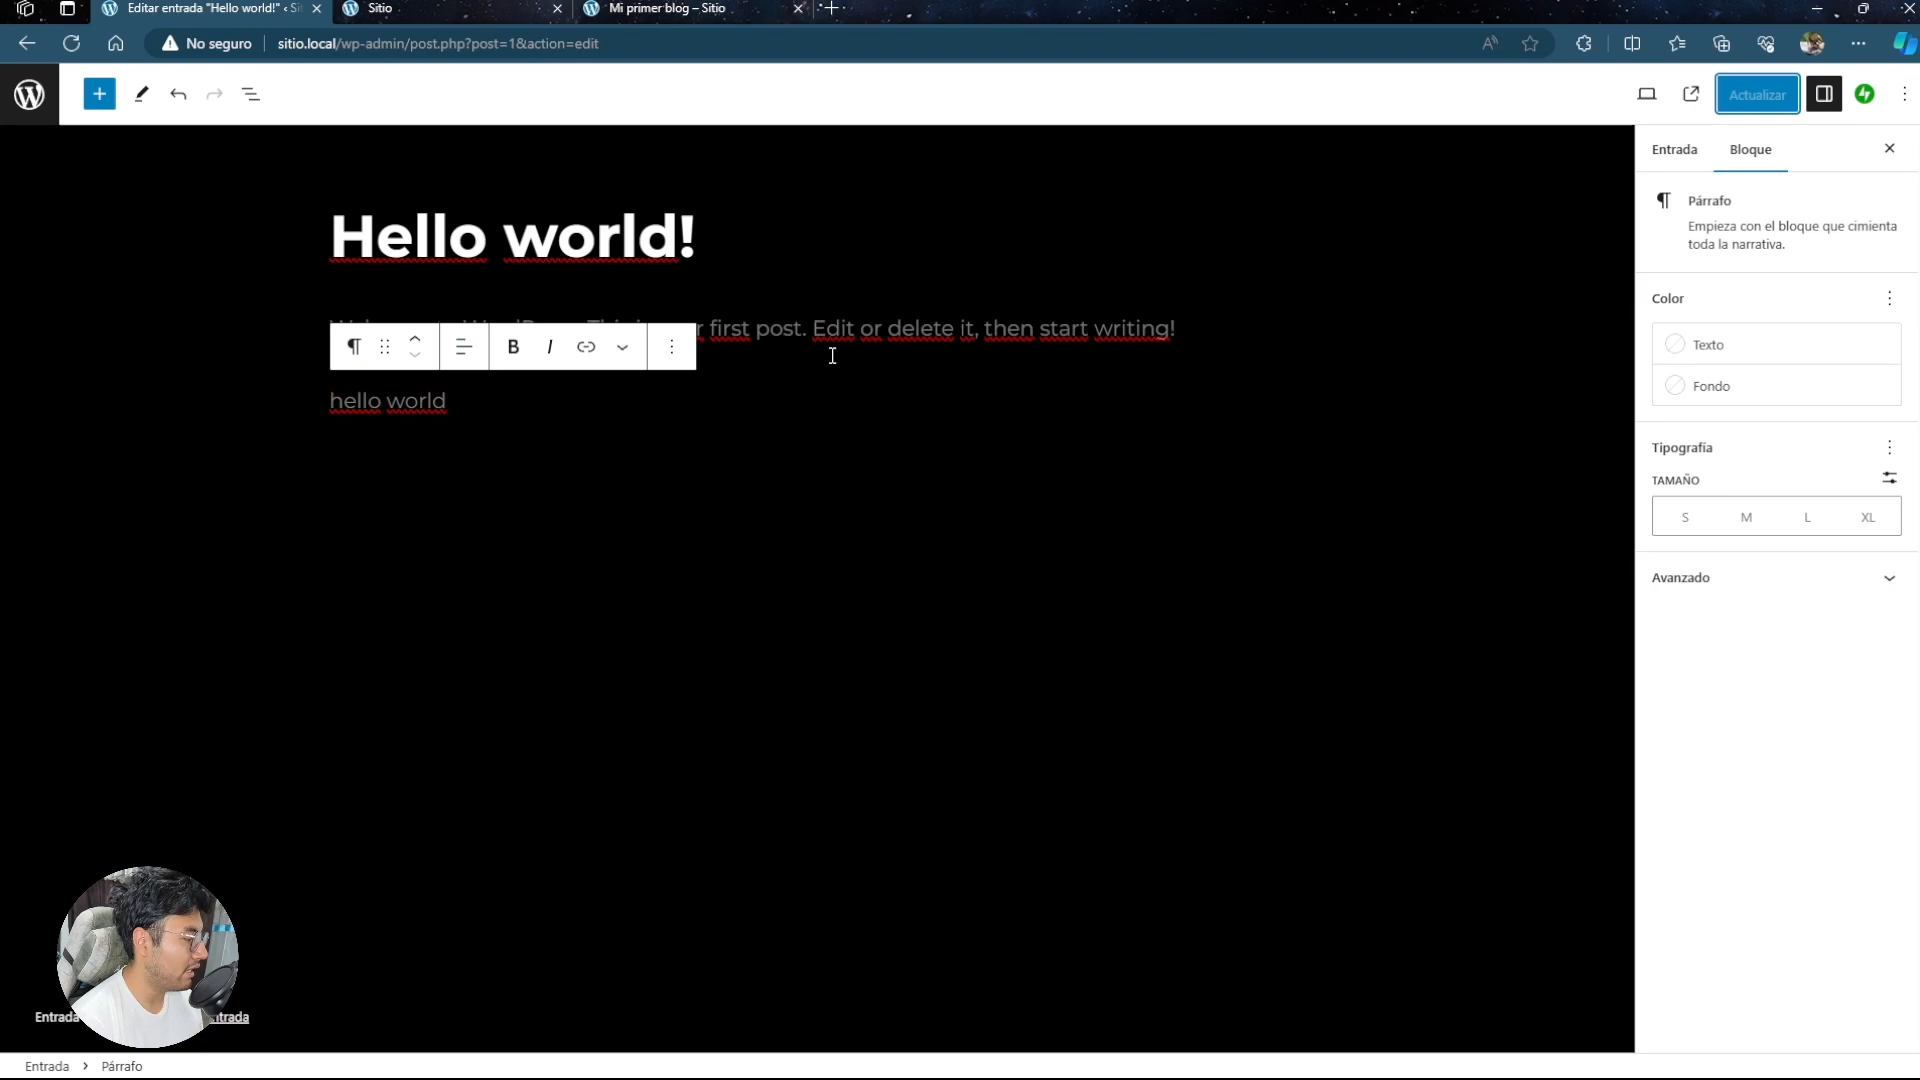 Editar entrada "Hello world!" ‹ Si
Sitio
Mi primer blog – Sitio
No seguro
sitio.local/wp-admin/post.php?post=1&action=edit
Actualizar
Entrada
Bloque
Párrafo
Empieza con el bloque que cimienta
toda la narrativa.
Hello world!
first post. Edit or delete it, then start writing!
B I
hello world
Color
Texto
Fondo
Tipografía
TAMAÑO
S M L XL
Avanzado
Entrada
Entrada > Párrafo